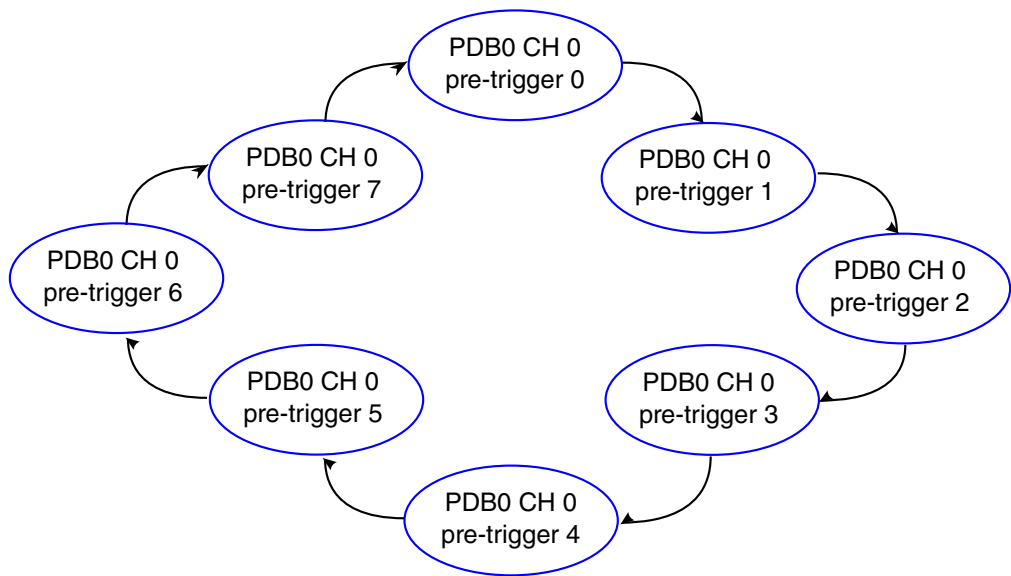 PDB0 CH 0
pre-trigger 0
PDB0 CH 0
pre-trigger 1
PDB0 CH 0
pre-trigger 2
PDB0 CH 0
pre-trigger 3
PDB0 CH 0
pre-trigger 4
PDB0 CH 0
pre-trigger 5
PDB0 CH 0
pre-trigger 6
PDB0 CH 0
pre-trigger 7